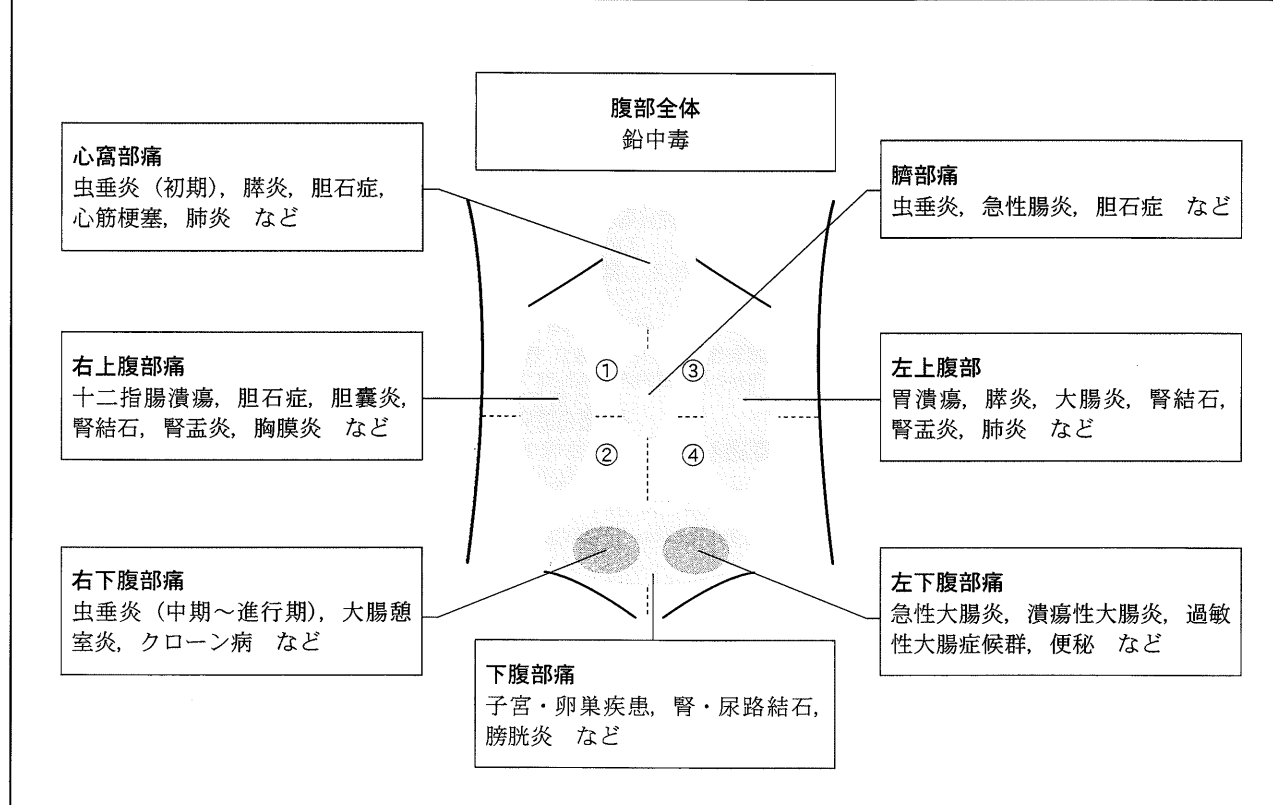 腹部全体
鉛中毒
心窩部痛
虫垂炎（初期），膵炎，胆石症，
心筋梗塞，肺炎　など
臍部痛
虫垂炎，急性腸炎，胆石症　など
右上腹部痛
十二指腸潰瘍，胆石症，胆嚢炎，
腎結石，腎盂炎，胸膜炎　など
①
③
②
④
左上腹部
胃潰瘍，膵炎，大腸炎，腎結石，
腎盂炎，肺炎　など
右下腹部痛
虫垂炎（中期～進行期），大腸憩
室炎，クローン病　など
下腹部痛
子宮・卵巣疾患，腎・尿路結石，
膀胱炎　など
左下腹部痛
急性大腸炎，潰瘍性大腸炎，過敏
性大腸症候群，便秘　など